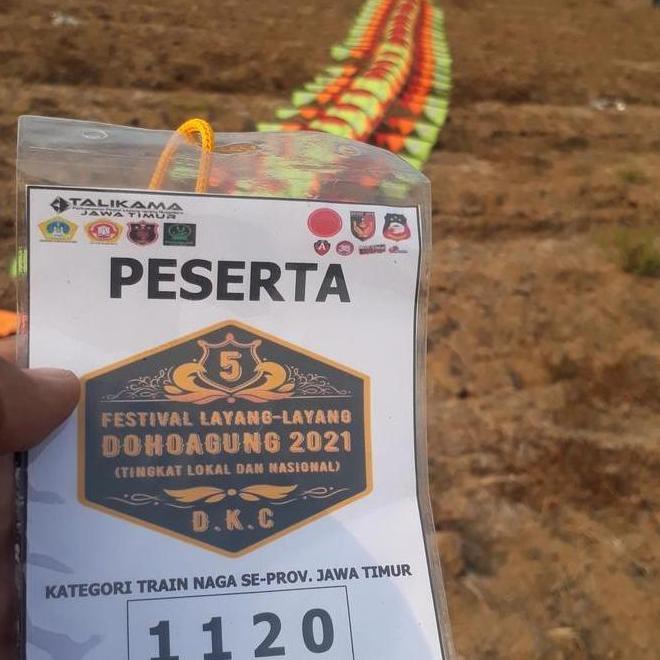 TALIKAMA
JAWA TIMUR
PESERTA
5
FESTIVAL LAYANG-LAYANG
DOHOAGUNG 2021
(TINGKAT LOKAL DAN NASIONAL)
D.K.C
KATEGORI TRAIN NAGA SE-PROV. JAWA TIMUR
1120